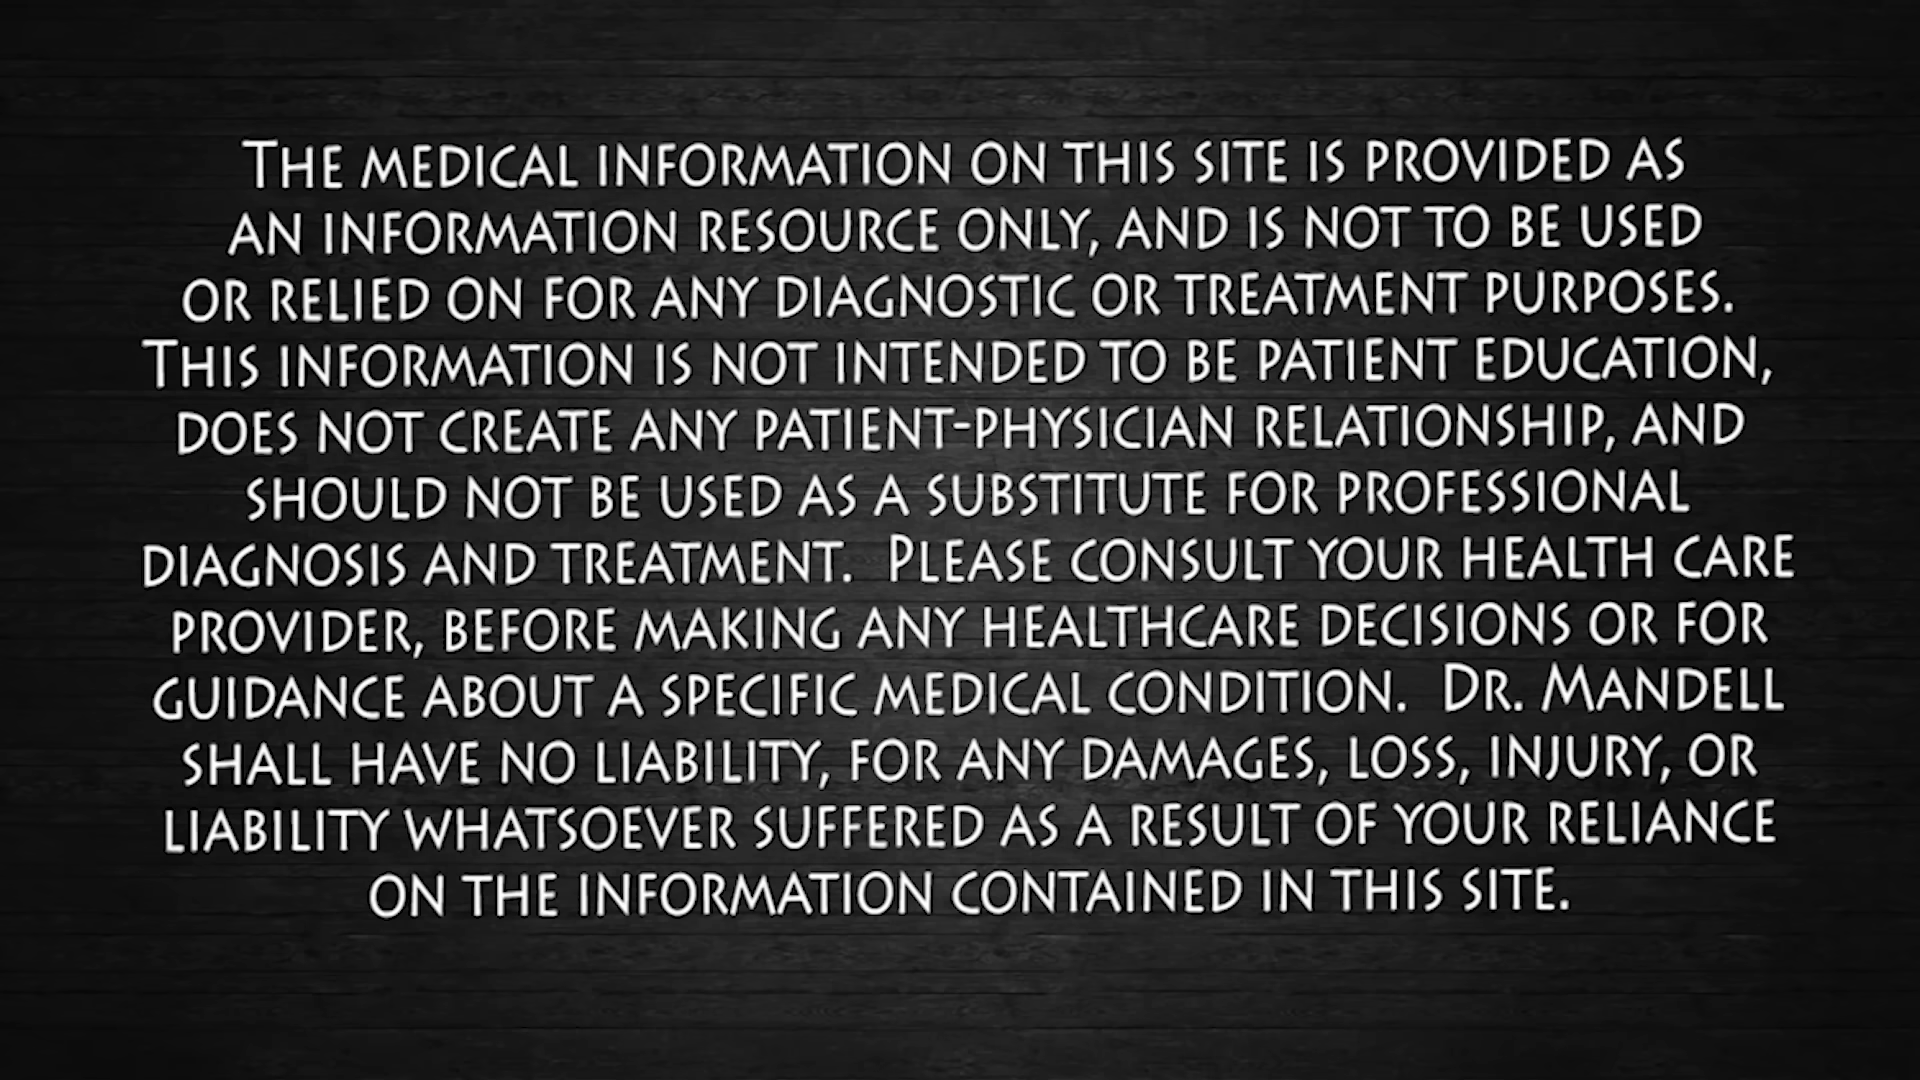 The medical information on this site is provided as
an information resource only, and is not to be used
or relied on for any diagnostic or treatment purposes.
This information is not intended to be patient education,
does not create any patient-physician relationship, and
should not be used as a substitute for professional
diagnosis and treatment.  Please consult your health care
provider, before making any healthcare decisions or for
guidance about a specific medical condition.  Dr. Mandell
shall have no liability, for any damages, loss, injury, or
liability whatsoever suffered as a result of your reliance
on the information contained in this site.